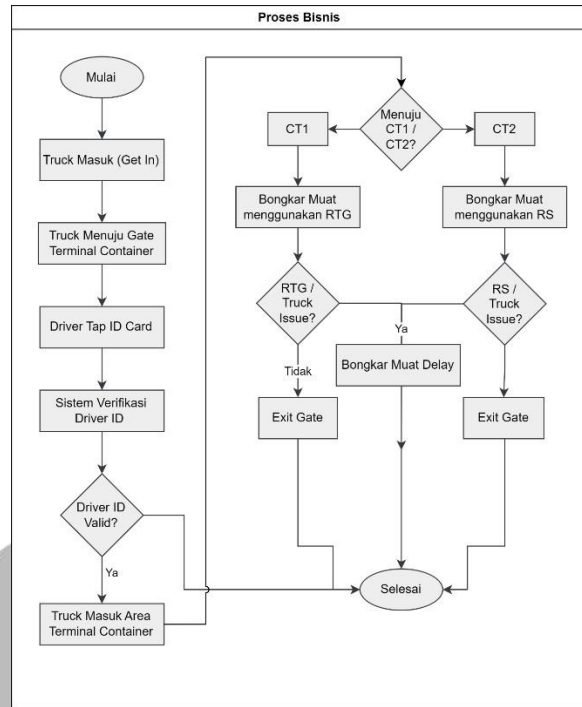 Proses Bisnis
Mulai
Truck Masuk (Get In)
Truck Menuju Gate
Terminal Container
Driver Tap ID Card
Sistem Verifikasi
Driver ID
Driver ID
Valid?
Ya
Truck Masuk Area
Terminal Container
Menuju
CT1 /
CT2?
CT1
CT2
Bongkar Muat
menggunakan RTG
Bongkar Muat
menggunakan RS
RTG /
Truck
Issue?
RS /
Truck
Issue?
Ya
Tidak
Bongkar Muat Delay
Exit Gate
Exit Gate
Selesai